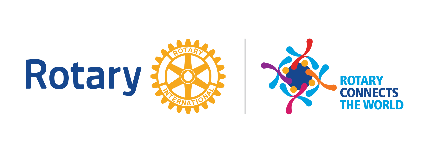 Rotary
ROTARY
INTERNATIONAL
ROTARY
CONNECTS
THE WORLD